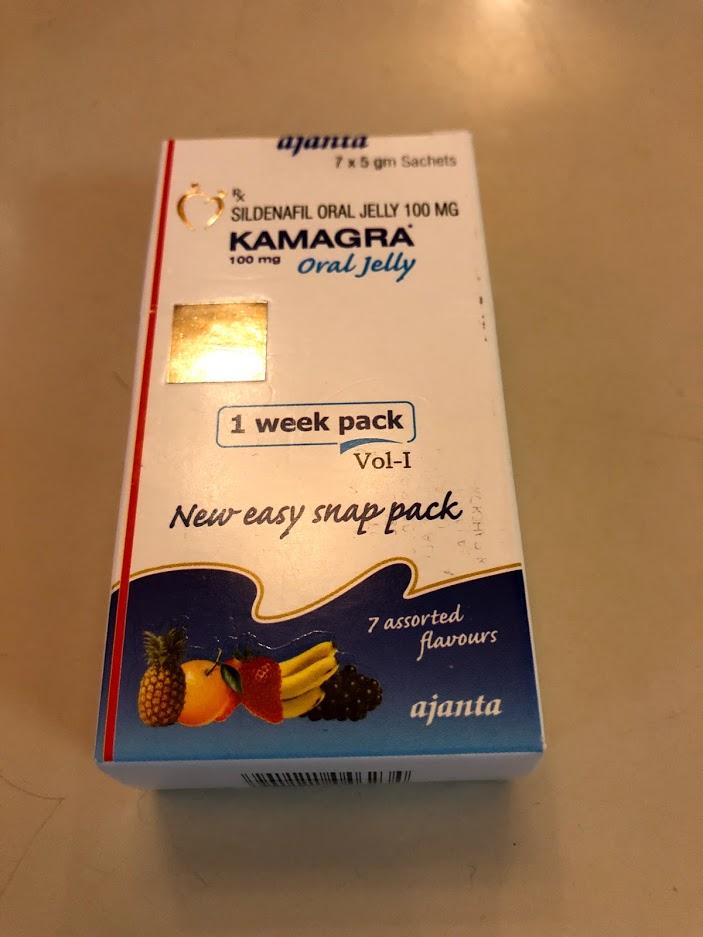 ajanta
7 x 5 gm Sachets
Rx
SILDENAFIL ORAL JELLY 100 MG
KAMAGRA
100 mg Oral Jelly
1 week pack
Vol-I
New easy snap pack
7 assorted
flavours
ajanta